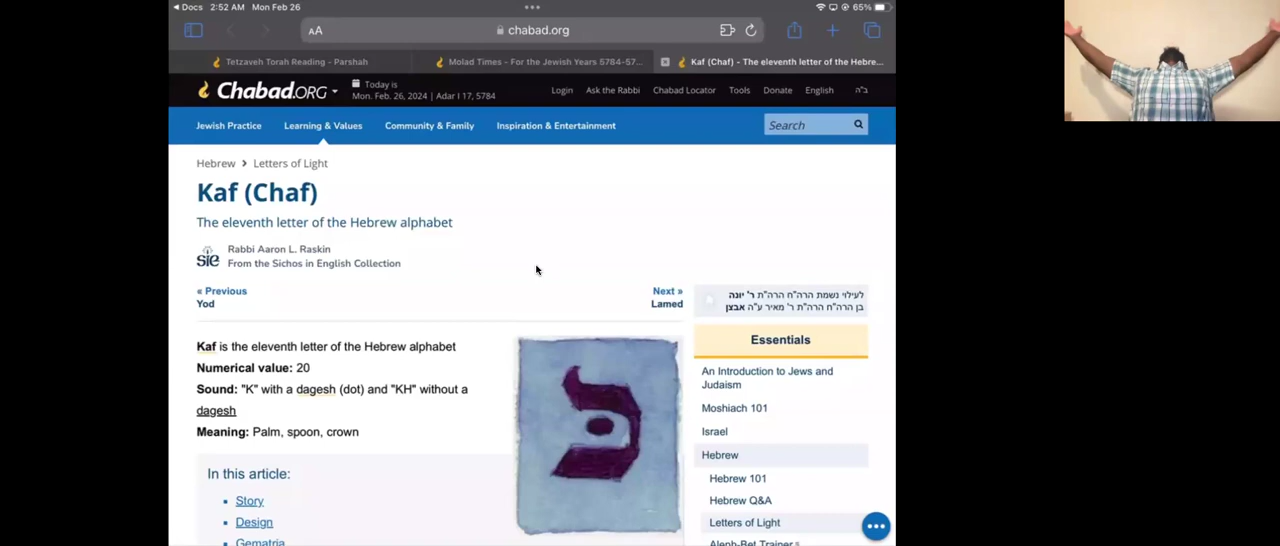 Docs 2:52 AM Mon Feb 26 65%
AA chabad.org
Tetzaveh Torah Reading - Parshah Molad Times - For the Jewish Years 5784-57... Kaf (Chaf) - The eleventh letter of the Hebre...
Chabad.ORG Today is Login Ask the Rabbi Chabad Locator Tools Donate English ב"ה
Mon. Feb. 26, 2024 | Adar I 17, 5784
Jewish Practice Learning & Values Community & Family Inspiration & Entertainment Search
Hebrew > Letters of Light
Kaf (Chaf)
The eleventh letter of the Hebrew alphabet
Rabbi Aaron L. Raskin
sie From the Sichos in English Collection
« Previous Next »
Yod Lamed
Kaf is the eleventh letter of the Hebrew alphabet
Numerical value: 20
Sound: "K" with a dagesh (dot) and "KH" without a
dagesh
Meaning: Palm, spoon, crown
In this article:
Story
Design
Gematria
כּ
לעילוי נשמת הרה"ח הרה"ת ר' יונה
בן הרה"ח הרה"ת ר' מאיר ע"ה אבצן
Essentials
An Introduction to Jews and
Judaism
Moshiach 101
Israel
Hebrew
Hebrew 101
Hebrew Q&A
Letters of Light
Aleph-Bet Trainer